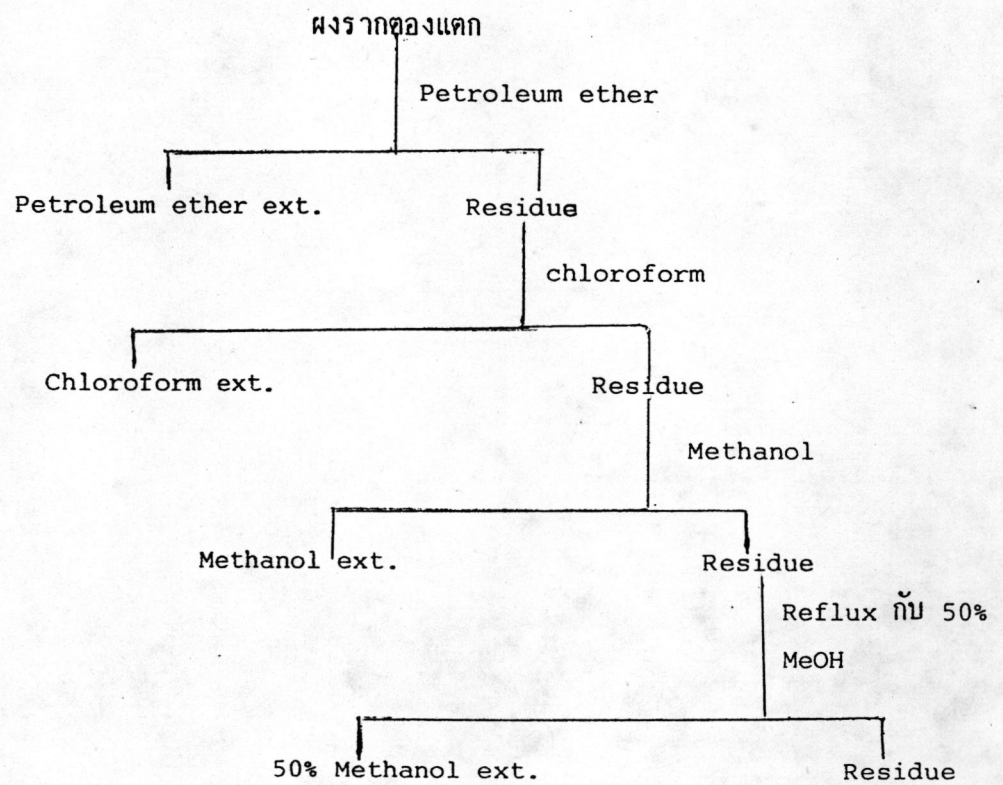 ผงรากตองแตก
Petroleum ether
Petroleum ether ext. Residue
chloroform
Chloroform ext. Residue
Methanol
Methanol ext. Residue
Reflux กับ 50%
MeOH
50% Methanol ext. Residue